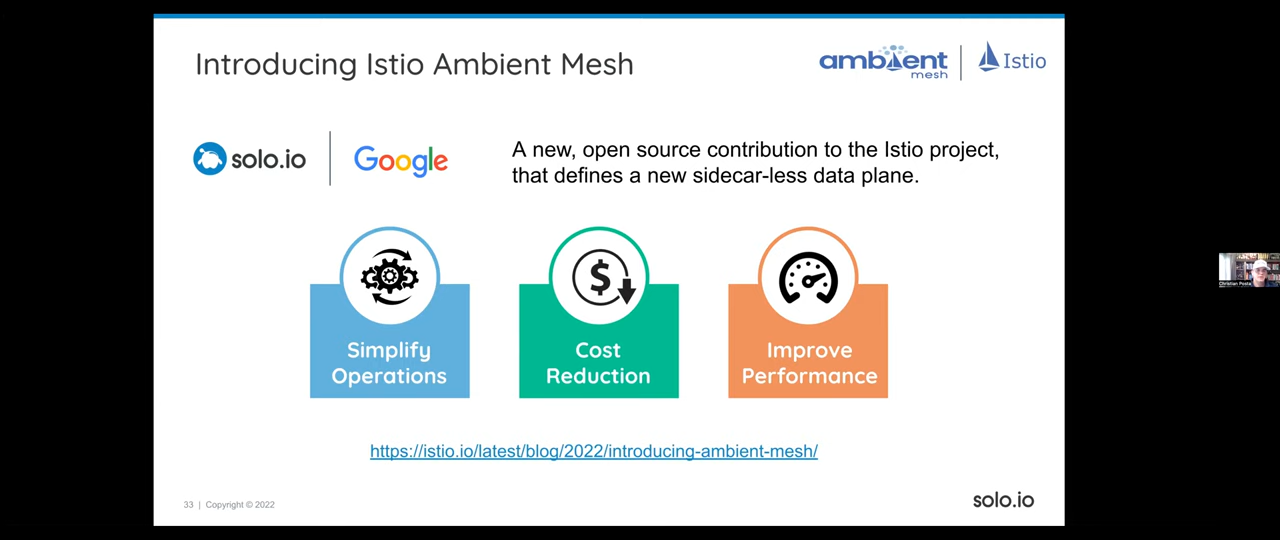 Introducing Istio Ambient Mesh
ambient
mesh
Istio
solo.io
Google
A new, open source contribution to the Istio project,
that defines a new sidecar-less data plane.
Simplify
Operations
$
Cost
Reduction
Improve
Performance
https://istio.io/latest/blog/2022/introducing-ambient-mesh/
33 | Copyright © 2022
solo.io
Christian Posta